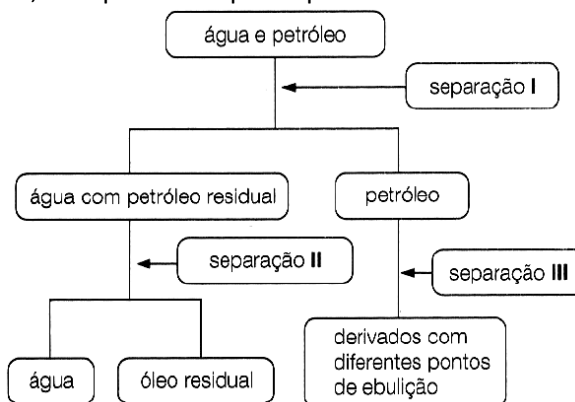 água e petróleo
separação I
água com petróleo residual
petróleo
separação II
separação III
água
óleo residual
derivados com
diferentes pontos
de ebulição